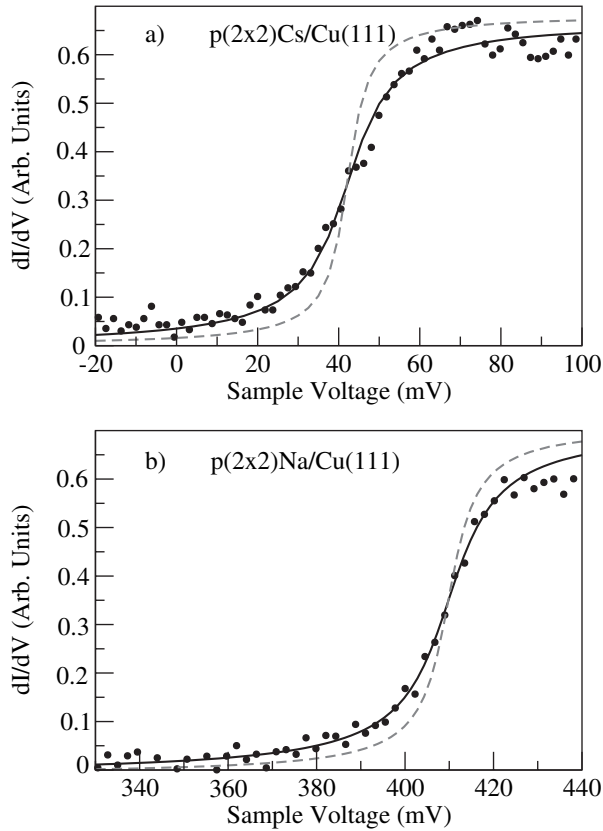 a) p(2x2)Cs/Cu(111)
dI/dV (Arb. Units)
0.6
0.5
0.4
0.3
0.2
0.1
0
-20 0 20 40 60 80 100
Sample Voltage (mV)
b) p(2x2)Na/Cu(111)
dI/dV (Arb. Units)
0.6
0.5
0.4
0.3
0.2
0.1
0
340 360 380 400 420 440
Sample Voltage (mV)